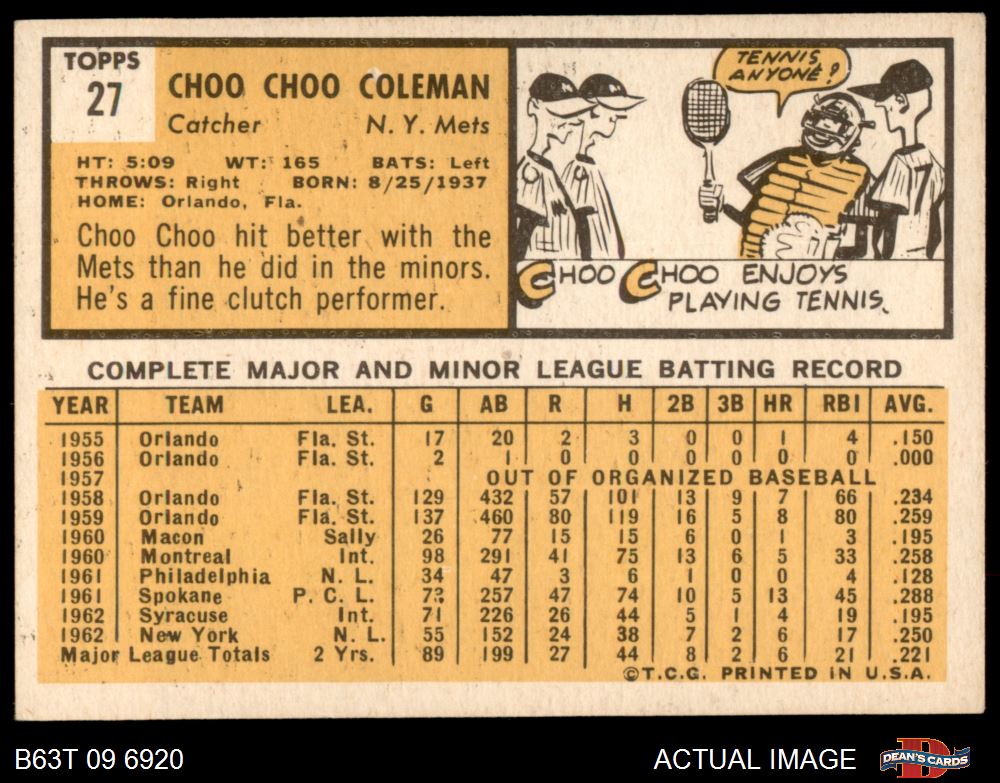 TOPPS
27
CHOO CHOO COLEMAN
Catcher N. Y. Mets
HT: 5:09 WT: 165 BATS: Left
THROWS: Right BORN: 8/25/1937
HOME: Orlando, Fla.
Choo Choo hit better with the
Mets than he did in the minors.
He's a fine clutch performer.
TENNIS,
ANYONE?
CHOO CHOO ENJOYS
PLAYING TENNIS.
COMPLETE MAJOR AND MINOR LEAGUE BATTING RECORD
YEAR TEAM LEA. G AB R H 2B 3B HR RBI AVG.
1955 Orlando Fla. St. 17 20 2 3 0 0 1 4 .150
1956 Orlando Fla. St. 2 1 0 0 0 0 0 0 .000
1957 OUT OF ORGANIZED BASEBALL
1958 Orlando Fla. St. 129 432 57 101 13 9 7 66 .234
1959 Orlando Fla. St. 137 460 80 119 16 5 8 80 .259
1960 Macon Sally 26 77 15 15 6 0 1 3 .195
1960 Montreal Int. 98 291 41 75 13 6 5 33 .258
1961 Philadelphia N. L. 34 47 3 6 1 0 0 4 .128
1961 Spokane P. C. L. 257 47 74 10 5 13 45 .288
1962 Syracuse Int. 71 226 26 44 5 1 4 19 .195
1962 New York N. L. 55 152 24 38 7 2 6 17 .250
Major League Totals 2 Yrs. 89 199 27 44 8 2 6 21 .221
©T.C.G. PRINTED IN U.S.A.
B63T 09 6920 ACTUAL IMAGE
D
DEAN'S CARDS